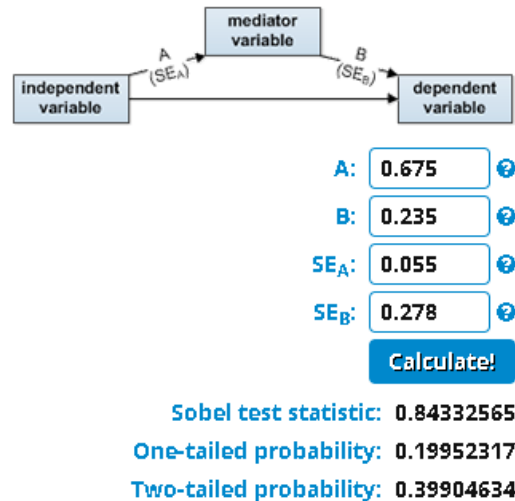 mediator
variable
A
(SEA)
B
(SEB)
independent
variable
dependent
variable
A: 0.675 ?
B: 0.235 ?
SEA: 0.055 ?
SEB: 0.278 ?
Calculate!
Sobel test statistic: 0.84332565
One-tailed probability: 0.19952317
Two-tailed probability: 0.39904634